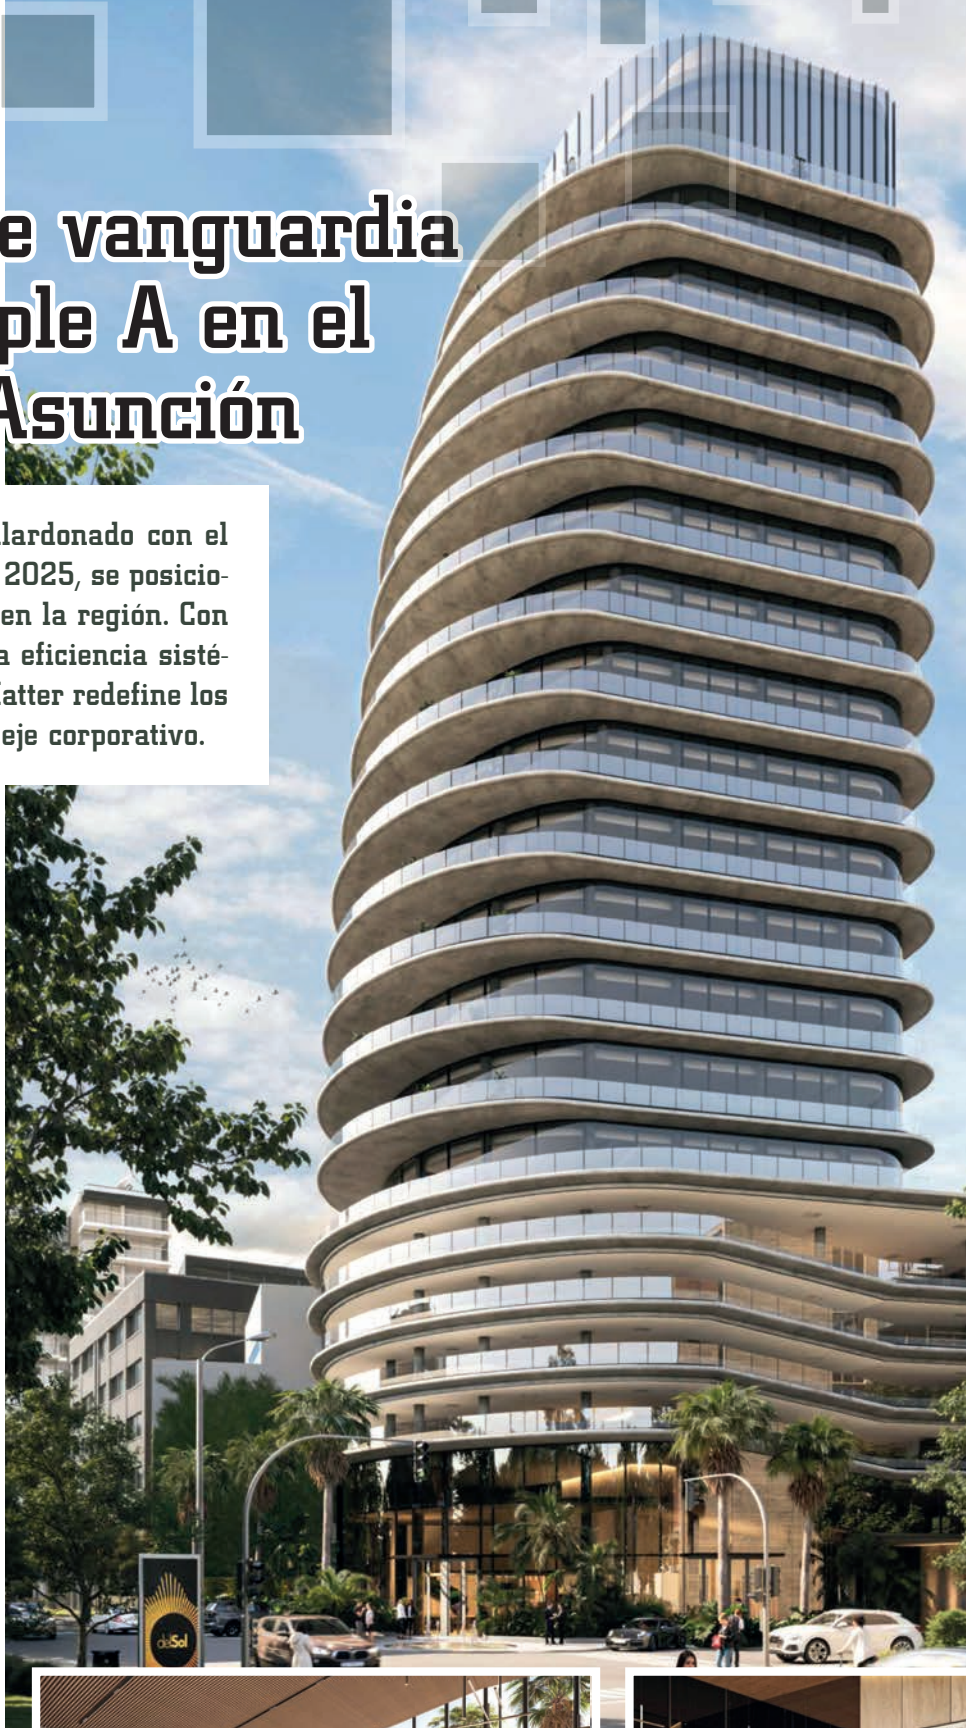 e vanguardia
ple A en el
Asunción
lardonado con el
2025, se posicio-
en la región. Con
a eficiencia sisté-
atter redefine los
eje corporativo.
delSol